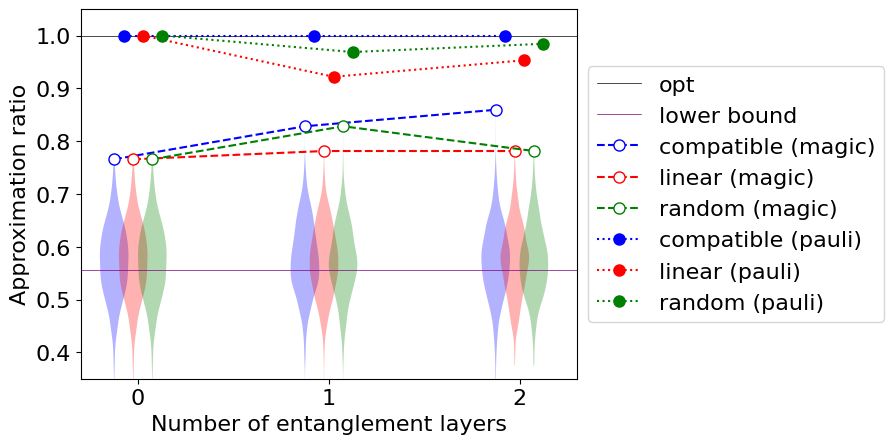 1.0
0.9
0.8
0.7
0.6
0.5
0.4
Approximation ratio
0 1 2
Number of entanglement layers
opt
lower bound
compatible (magic)
linear (magic)
random (magic)
compatible (pauli)
linear (pauli)
random (pauli)